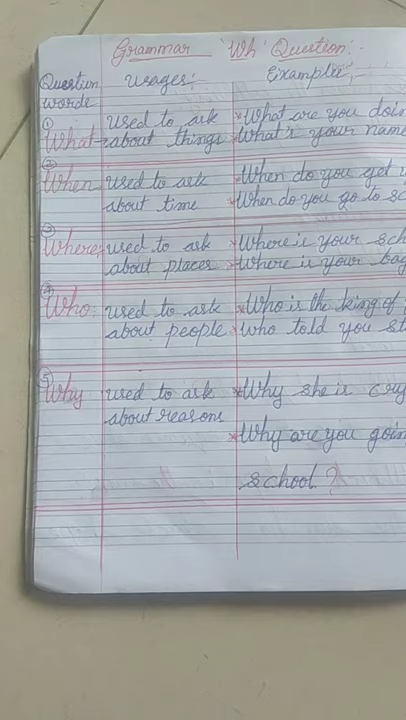 Grammar 'Wh' Question:-
Question words
Usages:
Examples:-
① What used to ask about things
* What are you
* What's your name
② When used to ask about time
* When do you get
* When do you go to
③ Where used to ask about places
* Where is your
* Where is your bag
④ Who: used to ask about people
* Who is the king of
* who told you
⑤ Why used to ask about reasons
* Why she is
* Why are you
school ?